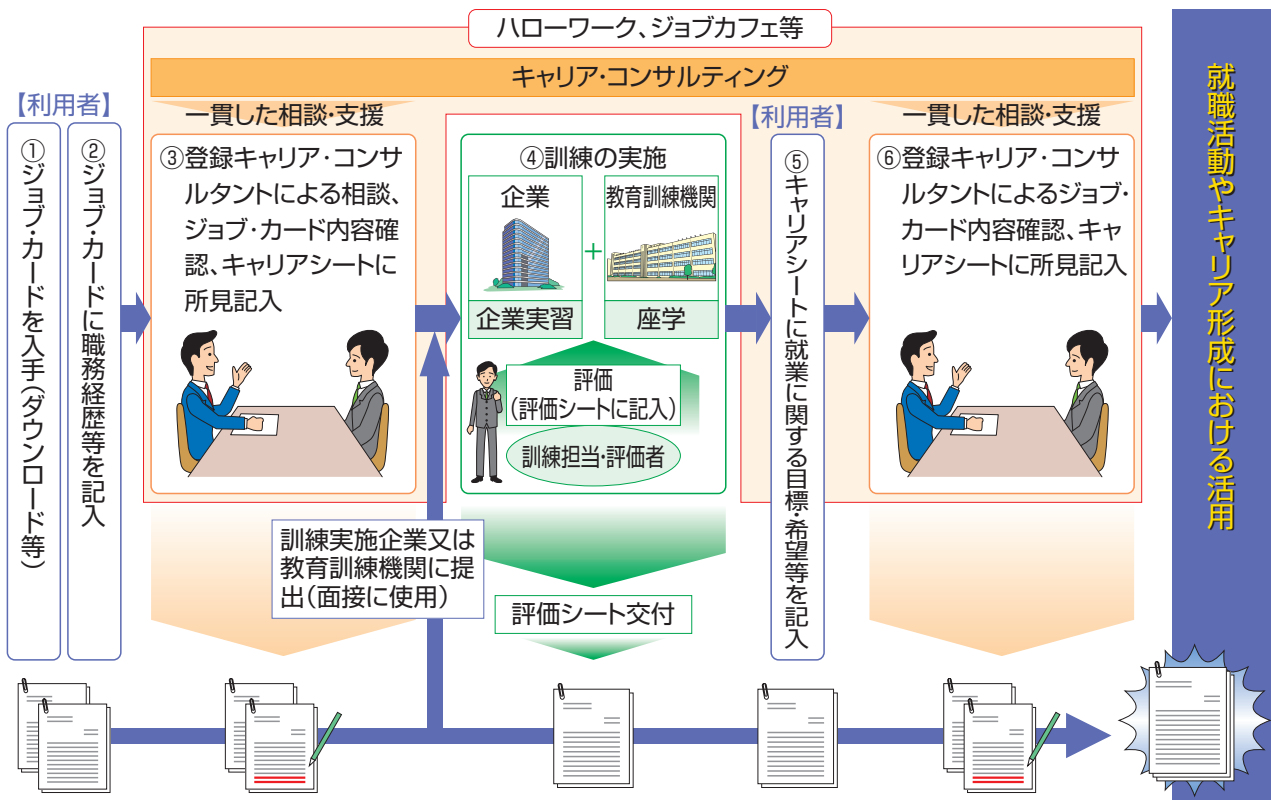 ハローワーク、ジョブカフェ等
キャリア・コンサルティング
【利用者】
①ジョブ・カードを入手(ダウンロード等)
②ジョブ・カードに職務経歴等を記入
一貫した相談・支援
③登録キャリア・コンサ
ルタントによる相談、
ジョブ・カード内容確
認、キャリアシートに
所見記入
④訓練の実施
企業
+
教育訓練機関
企業実習
座学
評価
(評価シートに記入)
訓練担当・評価者
訓練実施企業又は
教育訓練機関に提
出(面接に使用)
評価シート交付
【利用者】
⑤キャリアシートに就業に関する目標・希望等を記入
一貫した相談・支援
⑥登録キャリア・コンサ
ルタントによるジョブ・
カード内容確認、キャ
リアシートに所見記入
就職活動やキャリア形成における活用